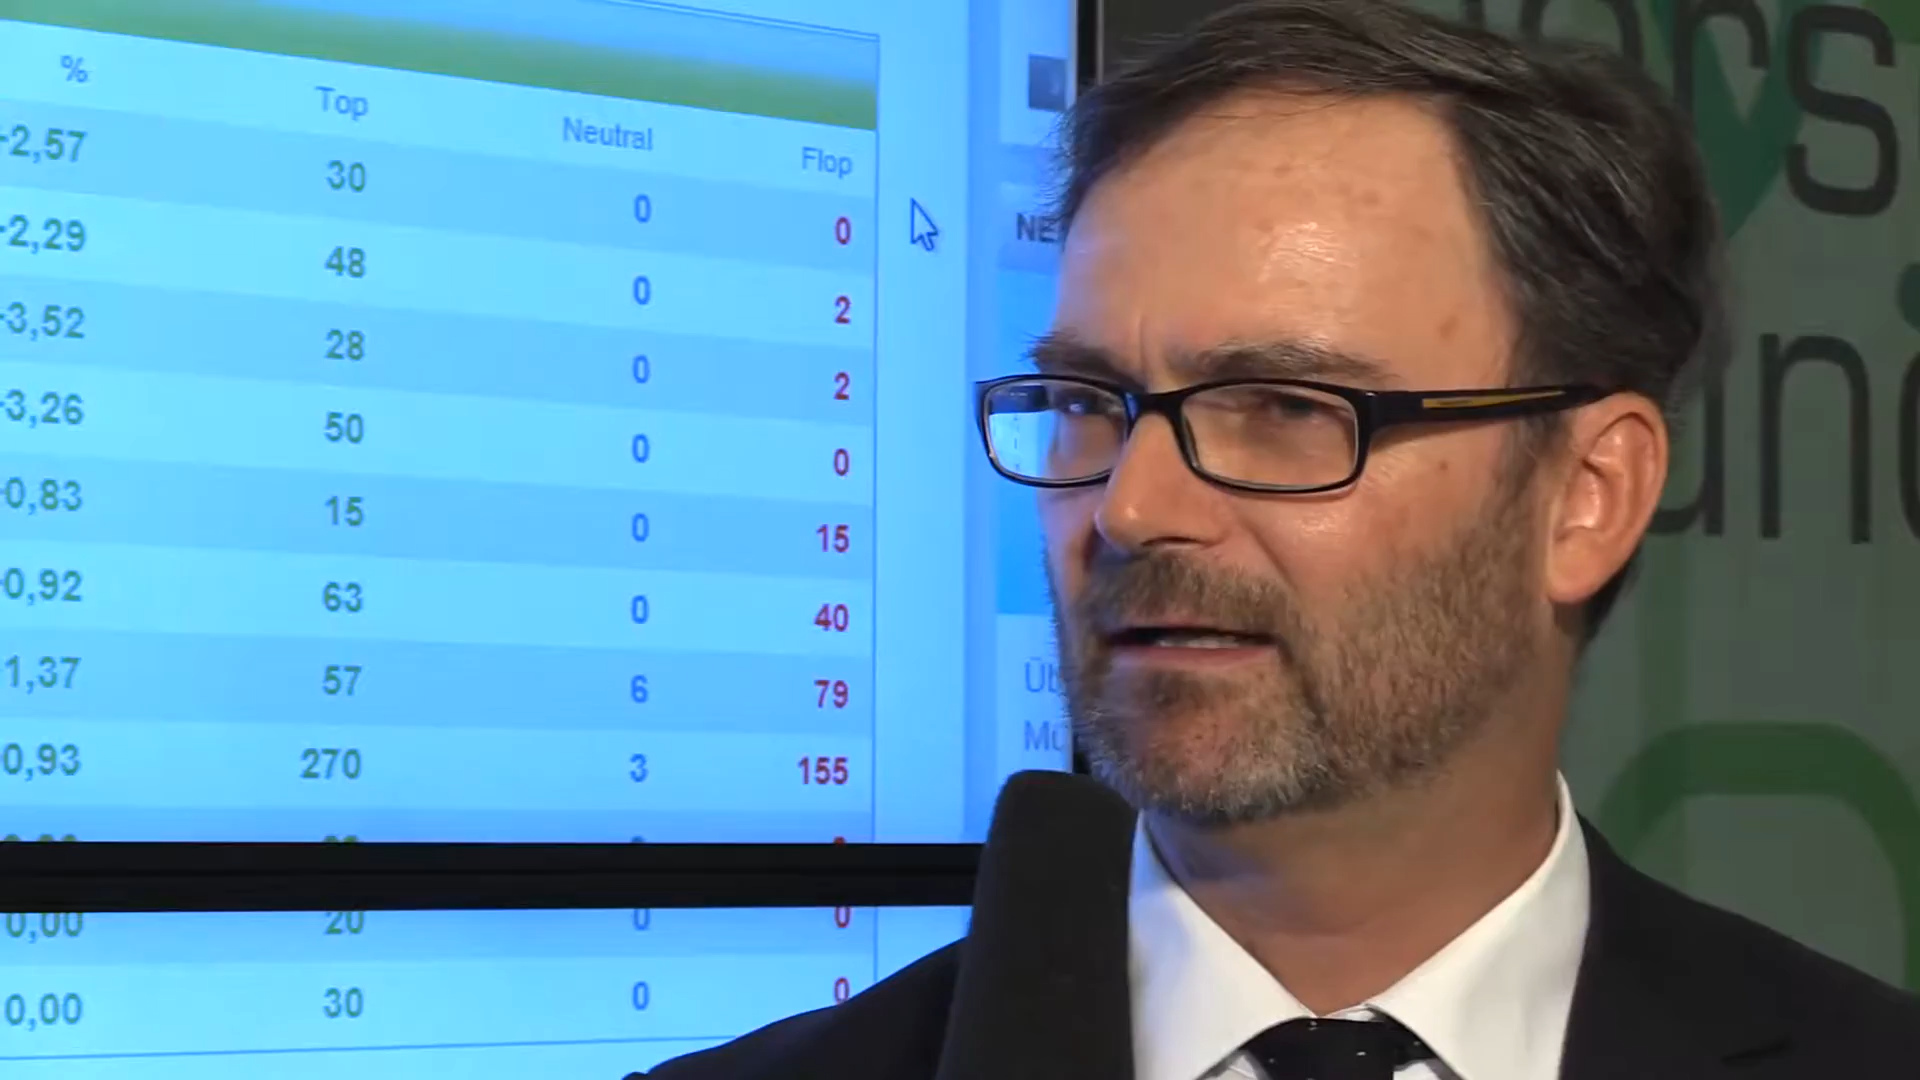 % Top Neutral Flop
+2,57 30 0 0
+2,29 48 0 2
+3,52 28 0 2
+3,26 50 0 0
+0,83 15 0 15
+0,92 63 0 40
1,37 57 6 79
0,93 270 3 155
0,00 20 0 0
0,00 30 0 0